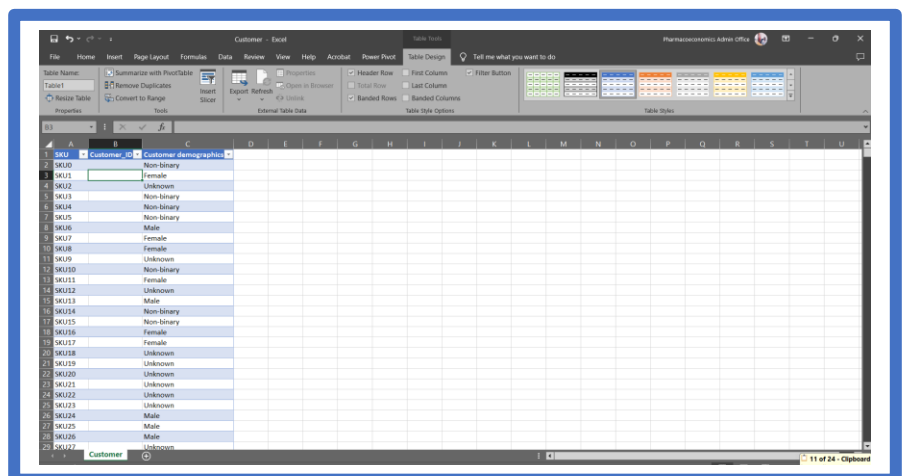 Customer - Excel
Table Tools
Pharmacoeconomics Admin Office
File Home Insert Page Layout Formulas Data Review View Help Acrobat Power Pivot Table Design Tell me what you want to do
Table Name:
Table1
Resize Table
Properties
Summarize with PivotTable
Remove Duplicates
Convert to Range
Tools
Insert Slicer
Export Refresh
Properties
Open in Browser
Unlink
External Table Data
Header Row First Column Filter Button
Total Row Last Column
Banded Rows Banded Columns
Table Style Options
Table Styles
B3 fx
A B C D E F G H I J K L M N O P Q R S T U
1 SKU Customer_ID Customer demographics
2 SKU0 Non-binary
3 SKU1 Female
4 SKU2 Unknown
5 SKU3 Non-binary
6 SKU4 Non-binary
7 SKU5 Non-binary
8 SKU6 Male
9 SKU7 Female
10 SKU8 Female
11 SKU9 Unknown
12 SKU10 Non-binary
13 SKU11 Female
14 SKU12 Unknown
15 SKU13 Male
16 SKU14 Non-binary
17 SKU15 Non-binary
18 SKU16 Female
19 SKU17 Female
20 SKU18 Unknown
21 SKU19 Unknown
22 SKU20 Unknown
23 SKU21 Unknown
24 SKU22 Unknown
25 SKU23 Unknown
26 SKU24 Male
27 SKU25 Male
28 SKU26 Male
29 SKU27 Unknown
Customer
11 of 24 - Clipboard